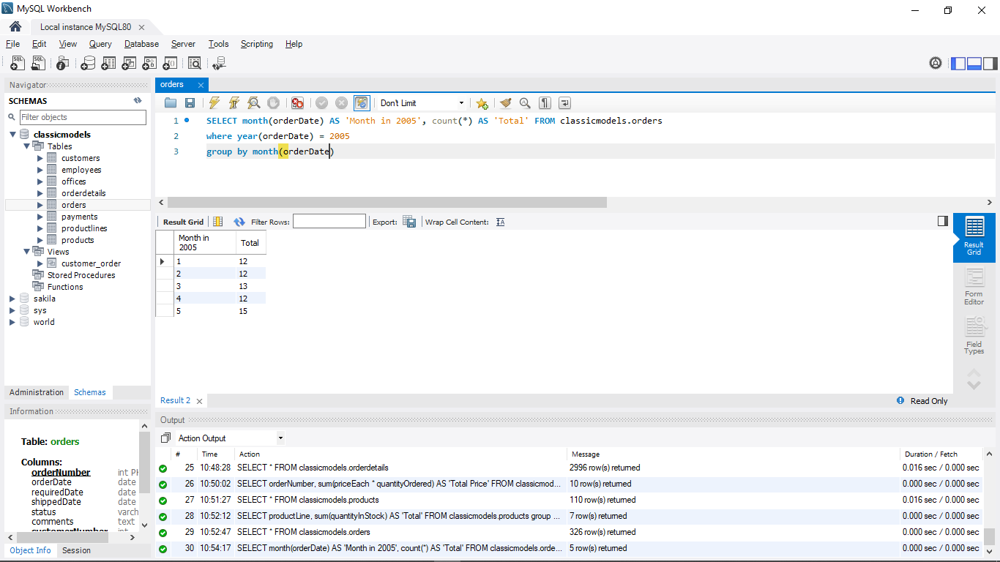 MySQL Workbench
Local instance MySQL80
File Edit View Query Database Server Tools Scripting Help
Navigator
SCHEMAS
Filter objects
classicmodels
Tables
customers
employees
offices
orderdetails
orders
payments
productlines
products
Views
customer_order
Stored Procedures
Functions
sakila
sys
world
Administration Schemas
Information
Table: orders
Columns:
orderNumber int PK
orderDate date
requiredDate date
shippedDate date
status varch
comments text
customerNumber int
Object Info Session
orders
Don't Limit
1 SELECT month(orderDate) AS 'Month in 2005', count(*) AS 'Total' FROM classicmodels.orders
2 where year(orderDate) = 2005
3 group by month(orderDate)
Result Grid Filter Rows: Export: Wrap Cell Content:
Month in 2005 Total
1 12
2 12
3 13
4 12
5 15
Result Grid
Form Editor
Field Types
Result 2
Read Only
Output
Action Output
# Time Action Message Duration / Fetch
25 10:48:28 SELECT * FROM classicmodels.orderdetails 2996 row(s) returned 0.016 sec / 0.000 sec
26 10:50:02 SELECT orderNumber, sum(priceEach * quantityOrdered) AS 'Total Price' FROM classicmod... 10 row(s) returned 0.000 sec / 0.000 sec
27 10:51:27 SELECT * FROM classicmodels.products 110 row(s) returned 0.016 sec / 0.000 sec
28 10:52:12 SELECT productLine, sum(quantityInStock) AS 'Total' FROM classicmodels.products group ... 7 row(s) returned 0.000 sec / 0.000 sec
29 10:52:47 SELECT * FROM classicmodels.orders 326 row(s) returned 0.000 sec / 0.000 sec
30 10:54:17 SELECT month(orderDate) AS 'Month in 2005', count(*) AS 'Total' FROM classicmodels.orde... 5 row(s) returned 0.000 sec / 0.000 sec